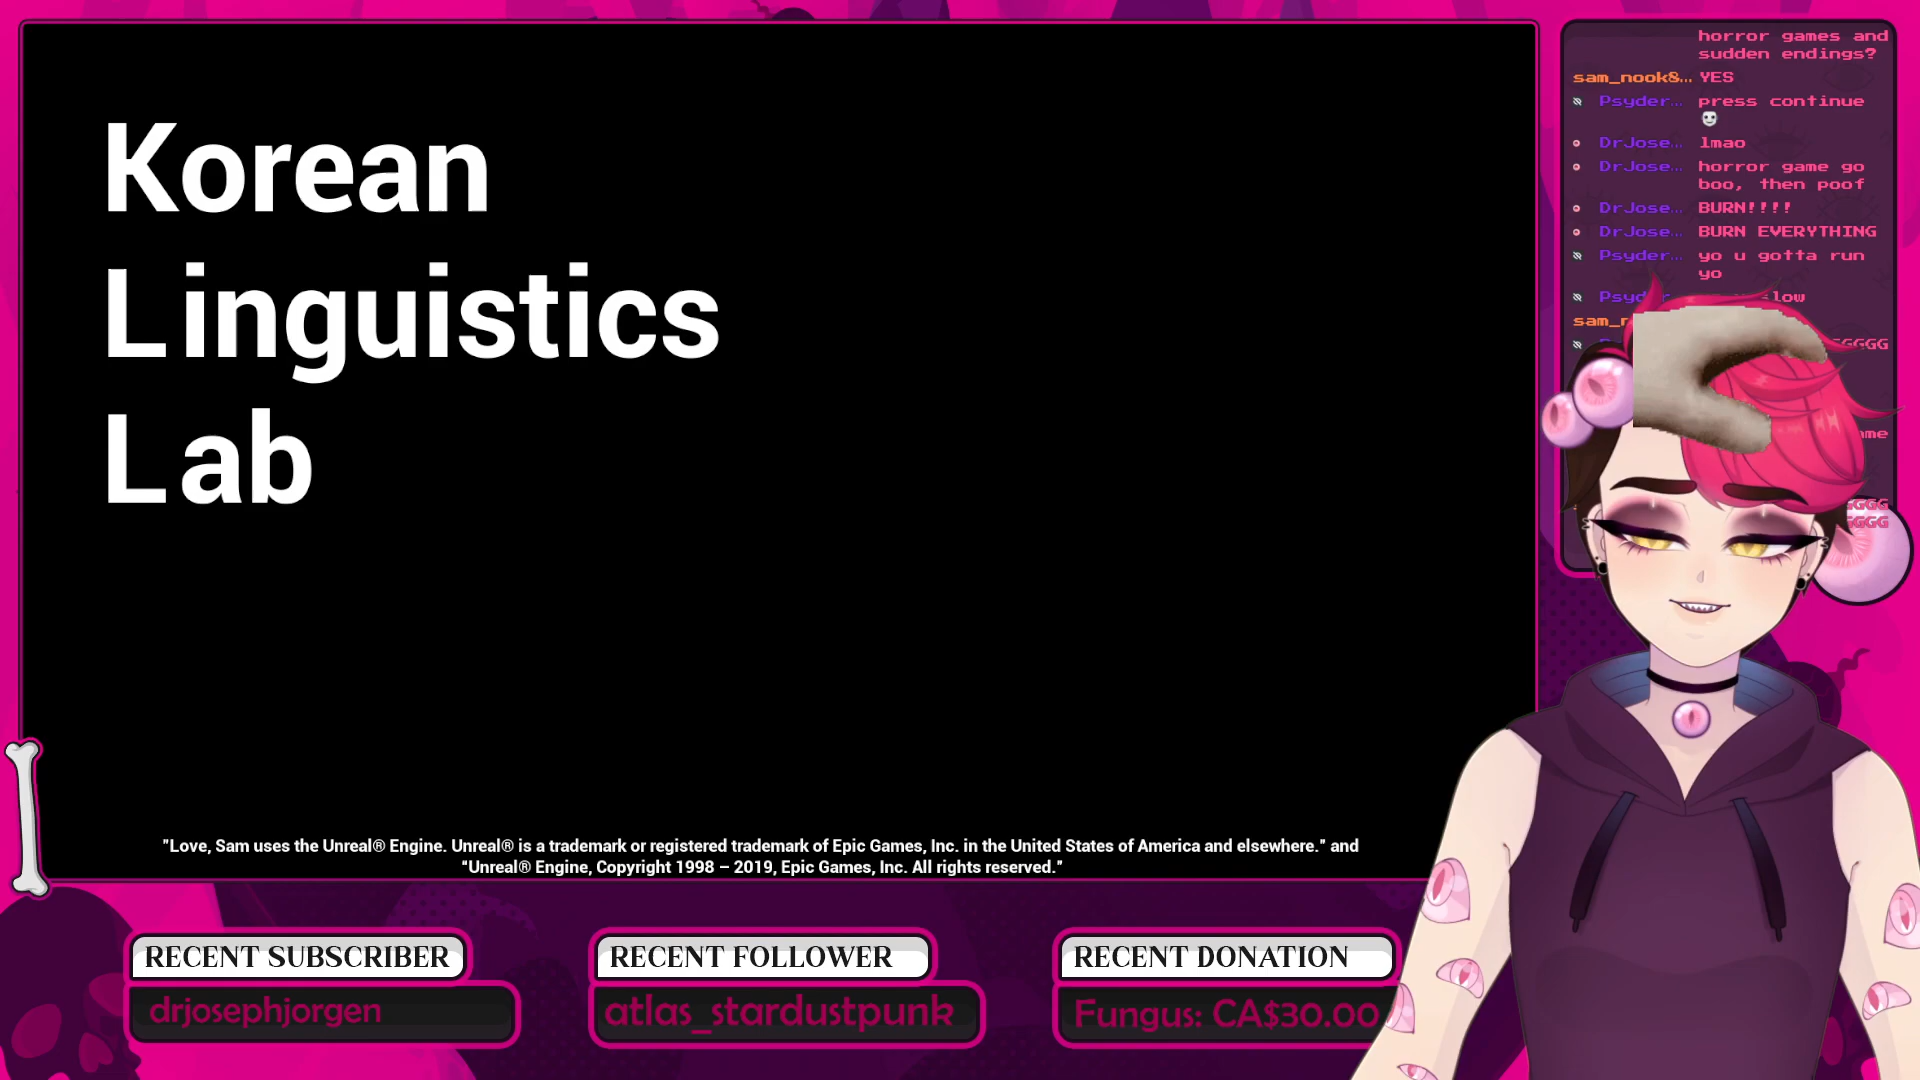 Korean
Linguistics
Lab
"Love, Sam uses the Unreal® Engine. Unreal® is a trademark or registered trademark of Epic Games, Inc. in the United States of America and elsewhere." and
"Unreal® Engine, Copyright 1998 – 2019, Epic Games, Inc. All rights reserved."
horror games and
sudden endings?
sam_nook&... YES
Psyder... press continue
DrJose... lmao
DrJose... horror game go
boo, then poof
DrJose... BURN!!!!
DrJose... BURN EVERYTHING
Psyder... yo u gotta run
yo
RECENT SUBSCRIBER
drjosephjorgen
RECENT FOLLOWER
atlas_stardustpunk
RECENT DONATION
Fungus: CA$30.00